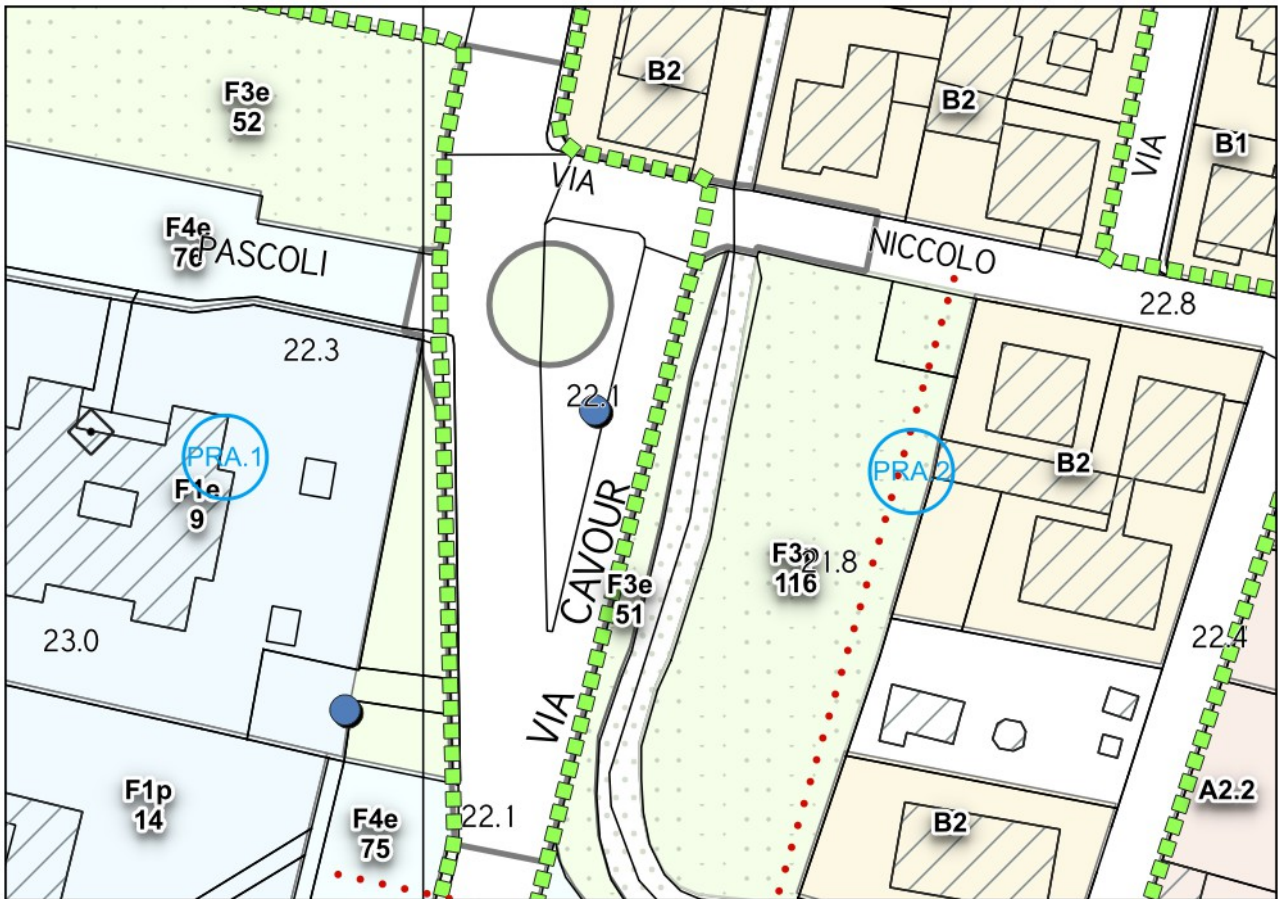 F3e
52
B2
B2
B1
VIA
VIA
F4e
76
PASCOLI
NICCOLO
22.8
22.3
22.1
PRA.1
F1e
9
PRA.2
B2
CAVOUR
F3e
51
116
21.8
23.0
22.4
VIA
F1p
14
F4e
75
22.1
B2
A2.2